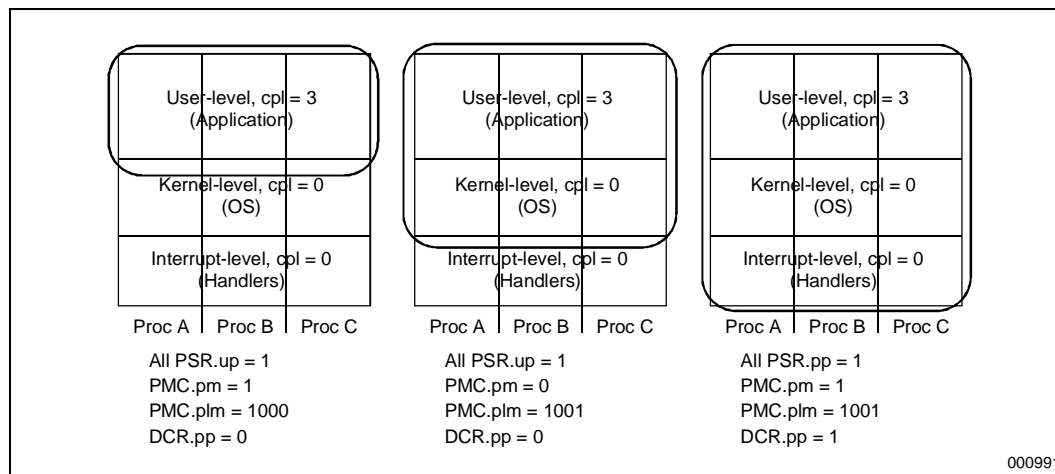 User-level, cpl = 3
(Application)
Kernel-level, cpl = 0
(OS)
Interrupt-level, cpl = 0
(Handlers)
Proc A Proc B Proc C
All PSR.up = 1
PMC.pm = 1
PMC.plm = 1000
DCR.pp = 0
User-level, cpl = 3
(Application)
Kernel-level, cpl = 0
(OS)
Interrupt-level, cpl = 0
(Handlers)
Proc A Proc B Proc C
All PSR.up = 1
PMC.pm = 0
PMC.plm = 1001
DCR.pp = 0
User-level, cpl = 3
(Application)
Kernel-level, cpl = 0
(OS)
Interrupt-level, cpl = 0
(Handlers)
Proc A Proc B Proc C
All PSR.pp = 1
PMC.pm = 1
PMC.plm = 1001
DCR.pp = 1
000991